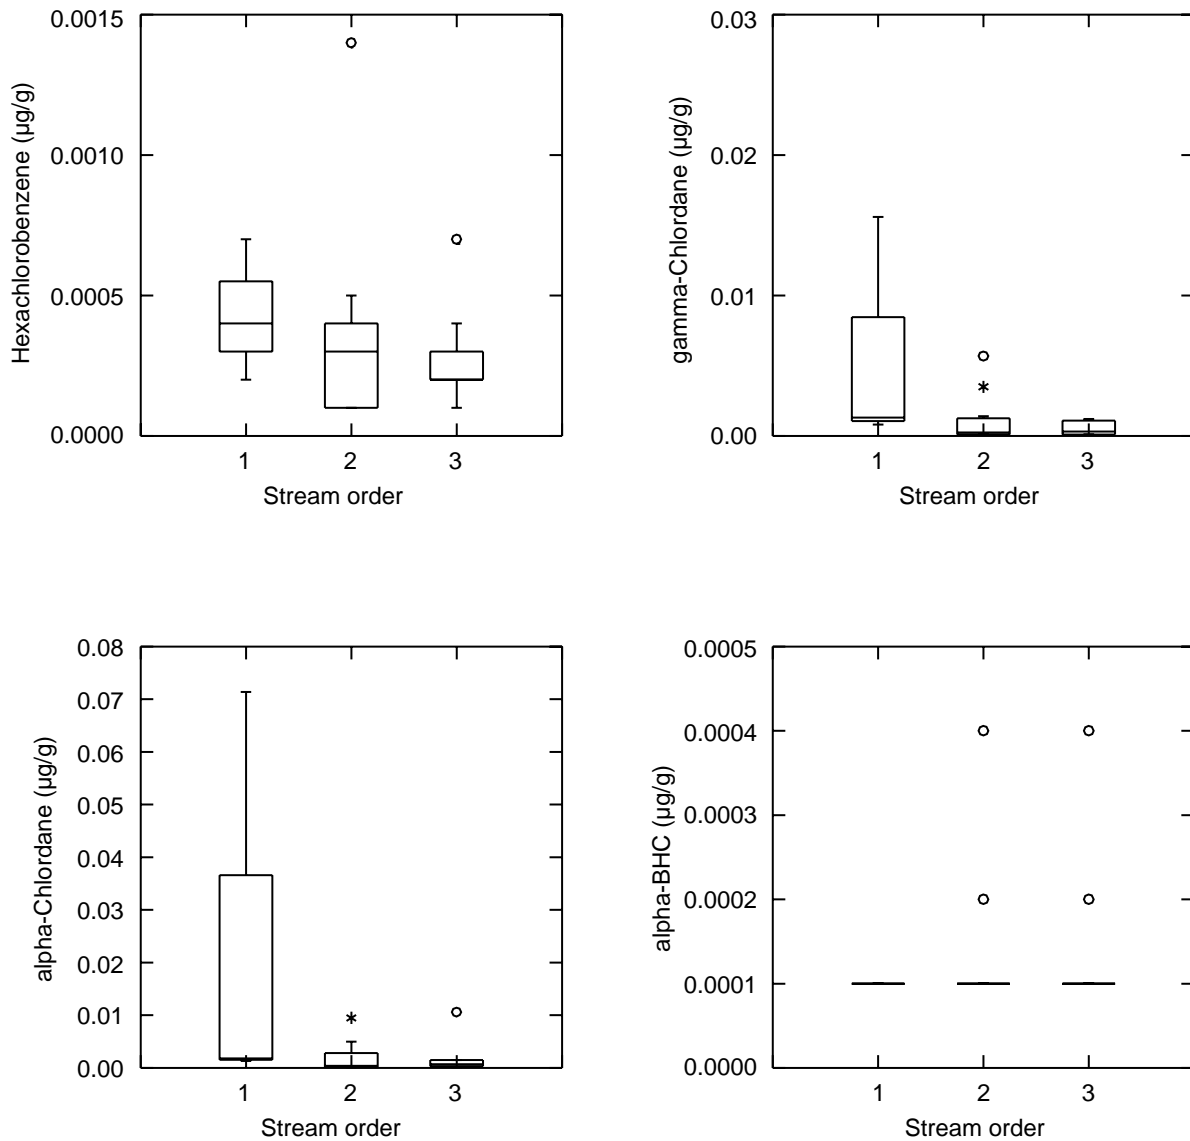 Hexachlorobenzene (µg/g)
0.0015
0.0010
0.0005
0.0000
1 2 3
Stream order
gamma-Chlordane (µg/g)
0.03
0.02
0.01
0.00
1 2 3
Stream order
alpha-Chlordane (µg/g)
0.08
0.07
0.06
0.05
0.04
0.03
0.02
0.01
0.00
1 2 3
Stream order
alpha-BHC (µg/g)
0.0005
0.0004
0.0003
0.0002
0.0001
0.0000
1 2 3
Stream order